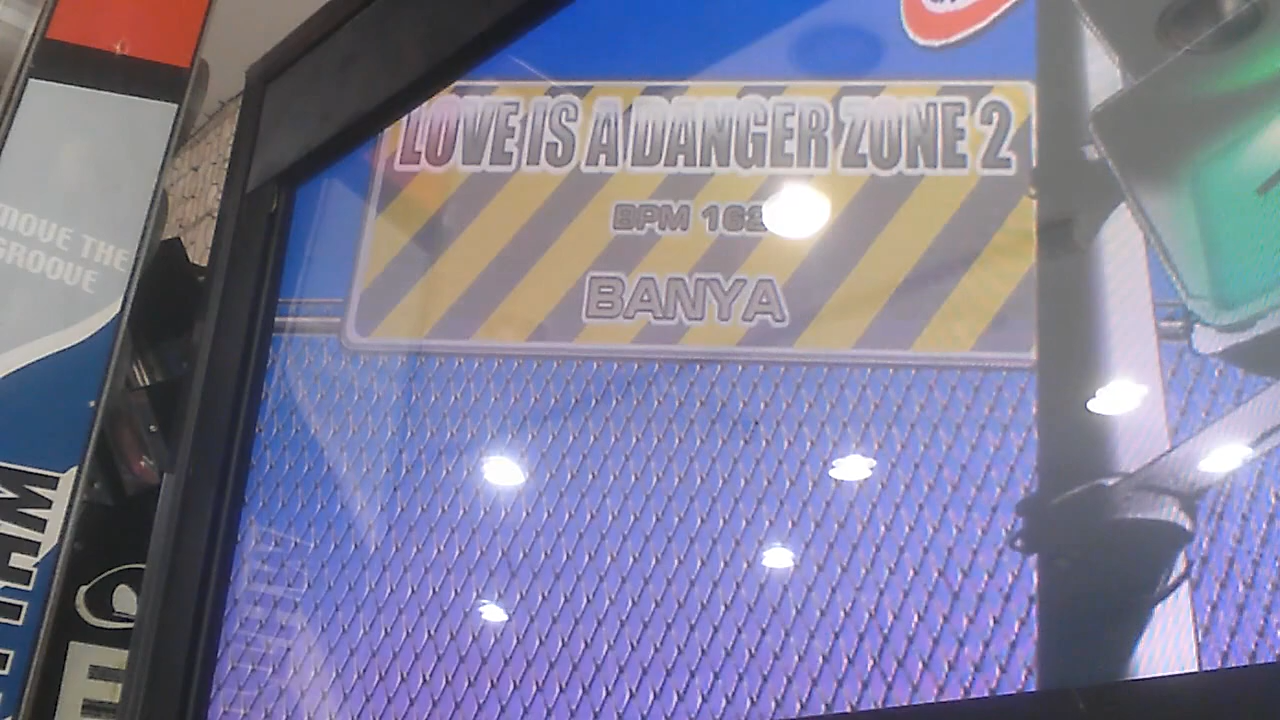 LOVE IS A DANGER ZONE 2
BPM 162
BANYA
MOVE THE
GROOVE